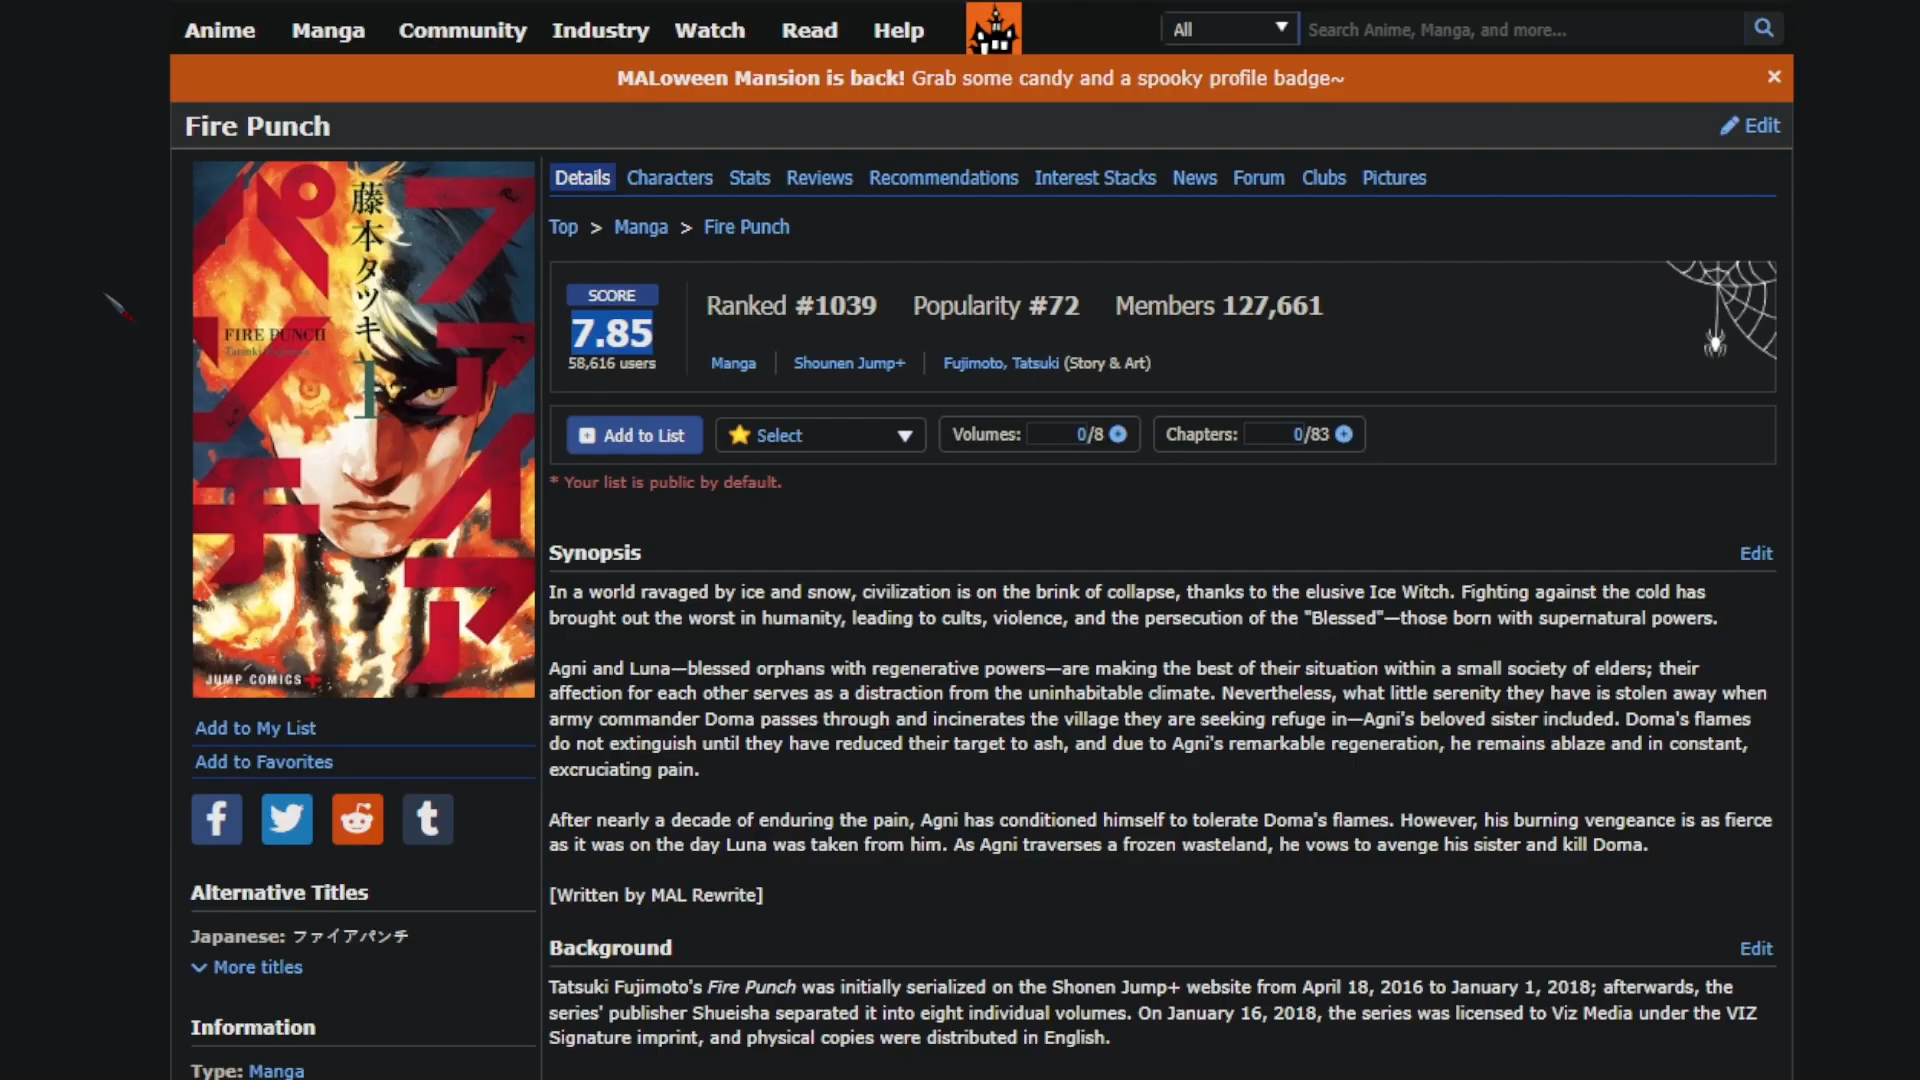 Anime Manga Community Industry Watch Read Help
All Search Anime, Manga, and more...
MALoween Mansion is back! Grab some candy and a spooky profile badge~ ×
Fire Punch
Edit
ファイア
パンチ
藤本タツキ
1
FIRE PUNCH
Tatsuki Fujimoto
JUMP COMICS+
Details Characters Stats Reviews Recommendations Interest Stacks News Forum Clubs Pictures
Top > Manga > Fire Punch
SCORE
7.85
58,616 users
Ranked #1039 Popularity #72 Members 127,661
Manga Shounen Jump+ Fujimoto, Tatsuki (Story & Art)
Add to List Select Volumes: 0/8 Chapters: 0/83
* Your list is public by default.
Synopsis
Edit
In a world ravaged by ice and snow, civilization is on the brink of collapse, thanks to the elusive Ice Witch. Fighting against the cold has
brought out the worst in humanity, leading to cults, violence, and the persecution of the "Blessed"—those born with supernatural powers.
Agni and Luna—blessed orphans with regenerative powers—are making the best of their situation within a small society of elders; their
affection for each other serves as a distraction from the uninhabitable climate. Nevertheless, what little serenity they have is stolen away when
army commander Doma passes through and incinerates the village they are seeking refuge in—Agni's beloved sister included. Doma's flames
do not extinguish until they have reduced their target to ash, and due to Agni's remarkable regeneration, he remains ablaze and in constant,
excruciating pain.
After nearly a decade of enduring the pain, Agni has conditioned himself to tolerate Doma's flames. However, his burning vengeance is as fierce
as it was on the day Luna was taken from him. As Agni traverses a frozen wasteland, he vows to avenge his sister and kill Doma.
[Written by MAL Rewrite]
Background
Edit
Tatsuki Fujimoto's Fire Punch was initially serialized on the Shonen Jump+ website from April 18, 2016 to January 1, 2018; afterwards, the
series' publisher Shueisha separated it into eight individual volumes. On January 16, 2018, the series was licensed to Viz Media under the VIZ
Signature imprint, and physical copies were distributed in English.
Add to My List
Add to Favorites
f t
Alternative Titles
Japanese: ファイアパンチ
More titles
Information
Type: Manga